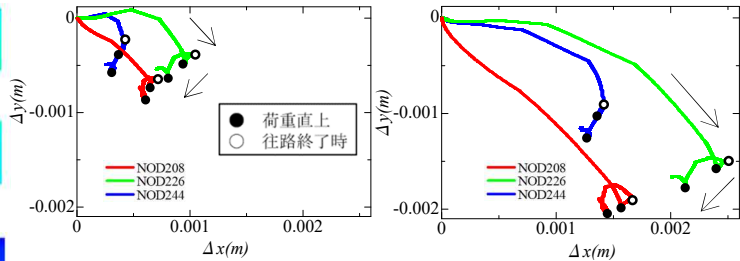 0
-0.001
-0.002
Δy(m)
0
0.001
0.002
Δx(m)
NOD208
NOD226
NOD244
● 荷重直上
○ 往路終了時
0
-0.001
-0.002
Δy(m)
0
0.001
0.002
Δx(m)
NOD208
NOD226
NOD244